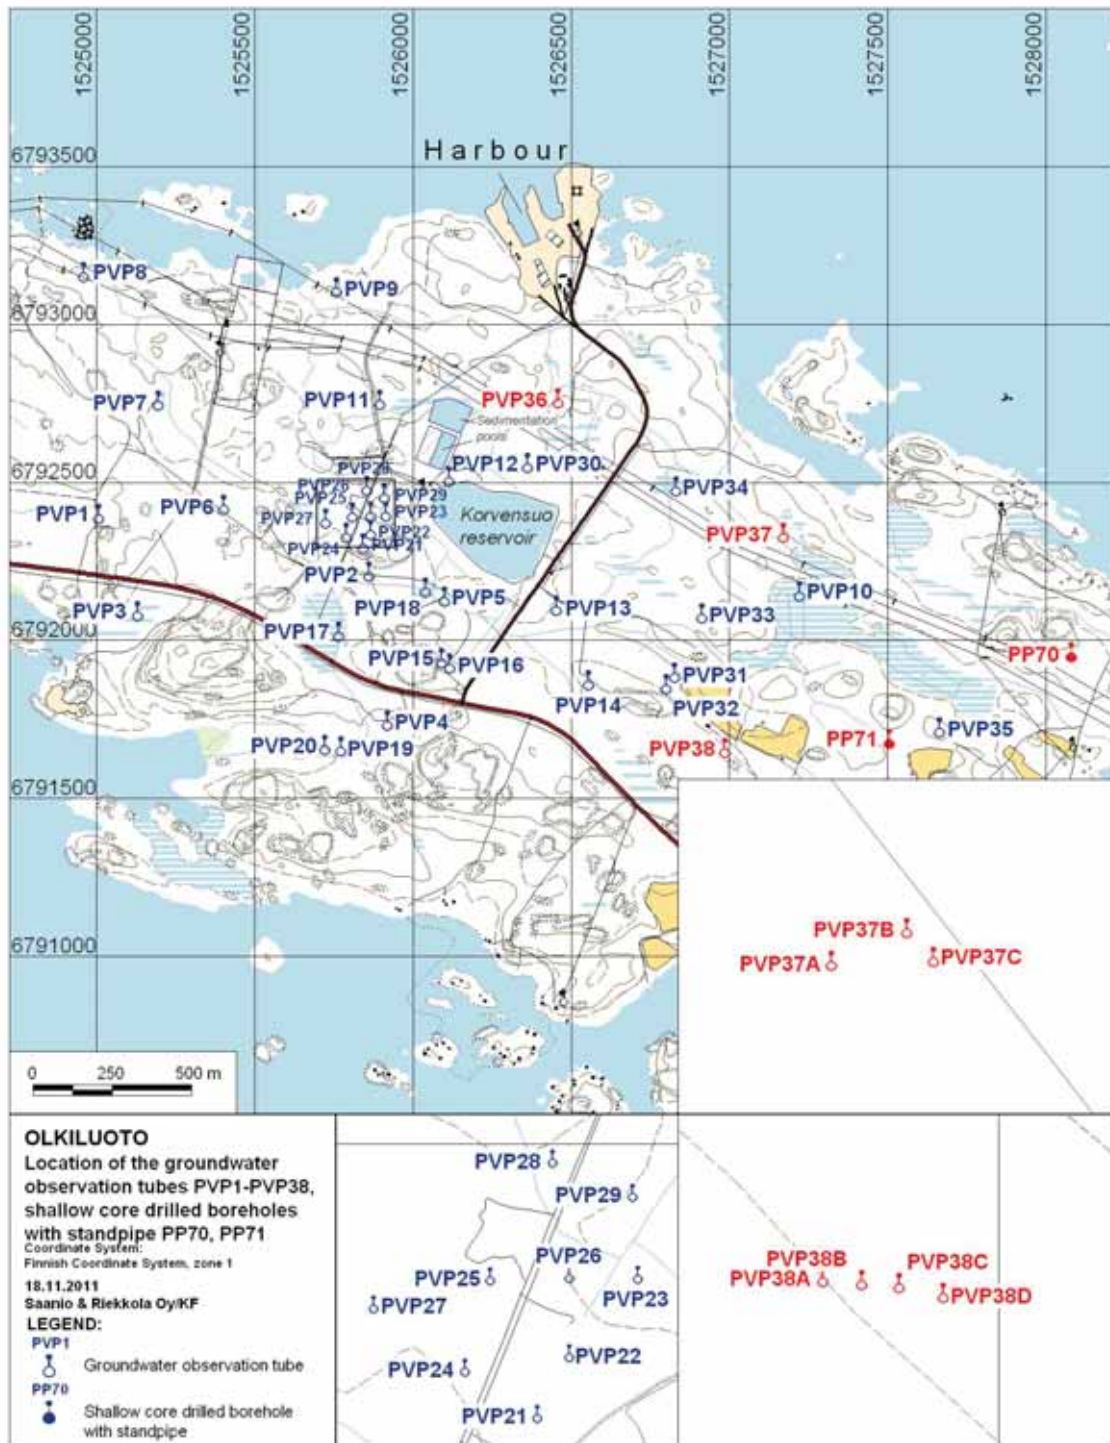 1525000
1525500
1526000
1526500
1527000
1527500
1528000
Harbour
6793500
PVP8
PVP9
6793000
PVP7
PVP11
PVP36
Sedimentation
pools
PVP28
PVP12
PVP30
6792500
PVP26
PVP29
PVP34
PVP1
PVP6
PVP25
PVP23
PVP27
Korvensuo
reservoir
PVP37
PVP22
PVP24
PVP21
PVP2
PVP10
PVP3
PVP18
PVP5
PVP13
PVP33
6792000
PVP17
PVP15
PVP16
PP70
PVP31
PVP14
PVP32
PVP4
PVP20
PVP19
PVP38
PP71
PVP35
6791500
PVP37B
PVP37A
PVP37C
6791000
0 250 500 m
OLKILUOTO
Location of the groundwater
observation tubes PVP1-PVP38,
shallow core drilled boreholes
with standpipe PP70, PP71
Coordinate System:
Finnish Coordinate System, zone 1
18.11.2011
Saanio & Riekkola Oy/KF
LEGEND:
PVP1
Groundwater observation tube
PP70
Shallow core drilled borehole
with standpipe
PVP28
PVP29
PVP26
PVP25
PVP23
PVP27
PVP22
PVP24
PVP21
PVP38B
PVP38C
PVP38A
PVP38D